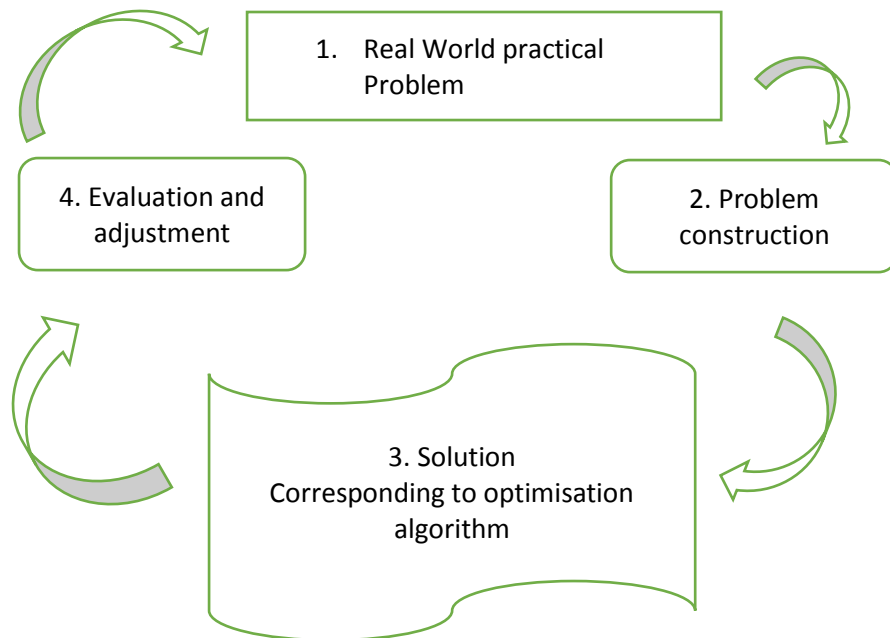 1. Real World practical
Problem
2. Problem
construction
3. Solution
Corresponding to optimisation
algorithm
4. Evaluation and
adjustment